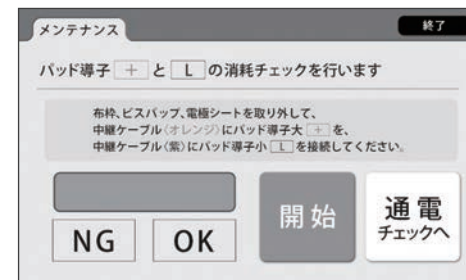 メンテナンス
終了
パッド導子 + と L の消耗チェックを行います
布枠、ビスパップ、電極シートを取り外して、
中継ケーブル〈オレンジ〉にパッド導子大 + を、
中継ケーブル〈紫〉にパッド導子小 L を接続してください。
NG OK
開始
通電
チェックへ